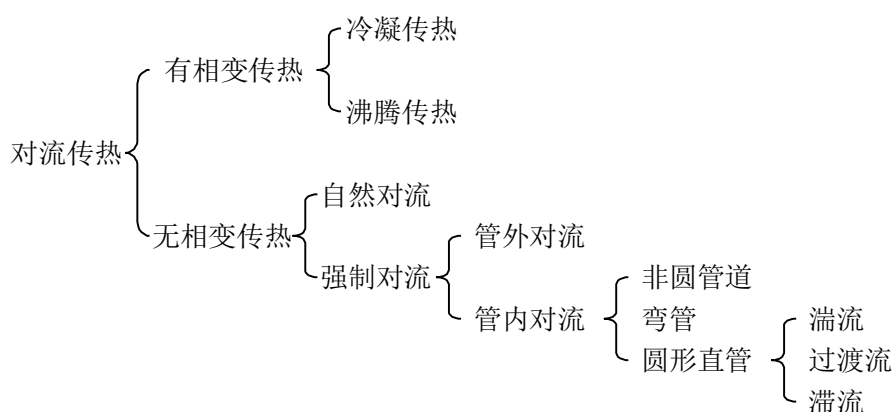 冷凝传热
有相变传热
沸腾传热
对流传热
自然对流
无相变传热
管外对流
强制对流
非圆管道
管内对流
弯管
湍流
圆形直管
过渡流
滞流